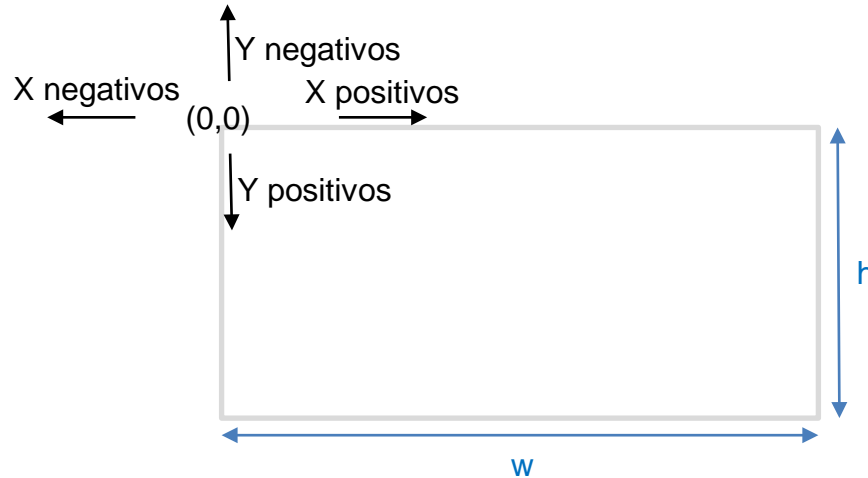 Y negativos
X negativos
X positivos
(0,0)
Y positivos
h
w